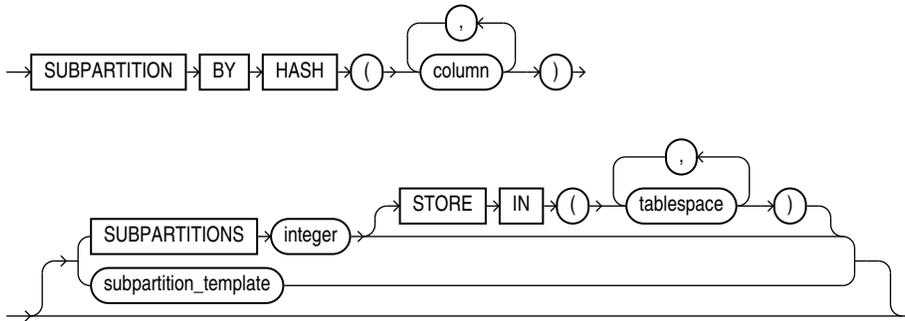 ,
SUBPARTITION BY HASH ( column )
,
STORE IN ( tablespace )
SUBPARTITIONS integer
subpartition_template